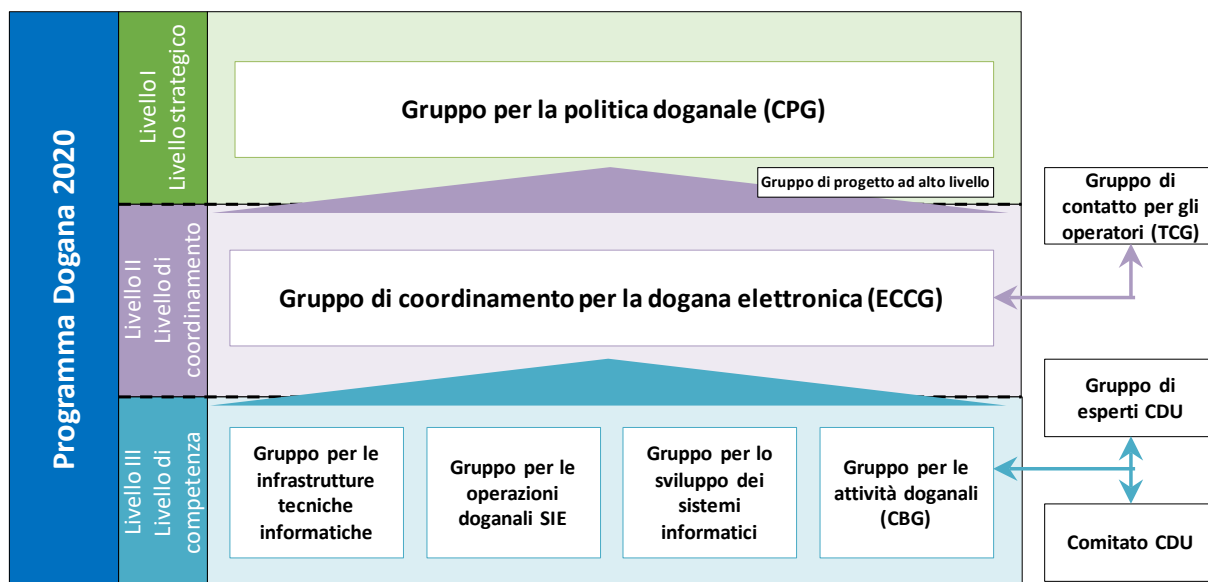 Programma Dogana 2020
Livello I
Livello strategico
Gruppo per la politica doganale (CPG)
Gruppo di progetto ad alto livello
Livello II
Livello di
coordinamento
Gruppo di coordinamento per la dogana elettronica (ECCG)
Gruppo di
contatto per gli
operatori (TCG)
Livello III
Livello di
competenza
Gruppo per le
infrastrutture
tecniche
informatiche
Gruppo per le
operazioni
doganali SIE
Gruppo per lo
sviluppo dei
sistemi
informatici
Gruppo per le
attività doganali
(CBG)
Gruppo di
esperti CDU
Comitato CDU